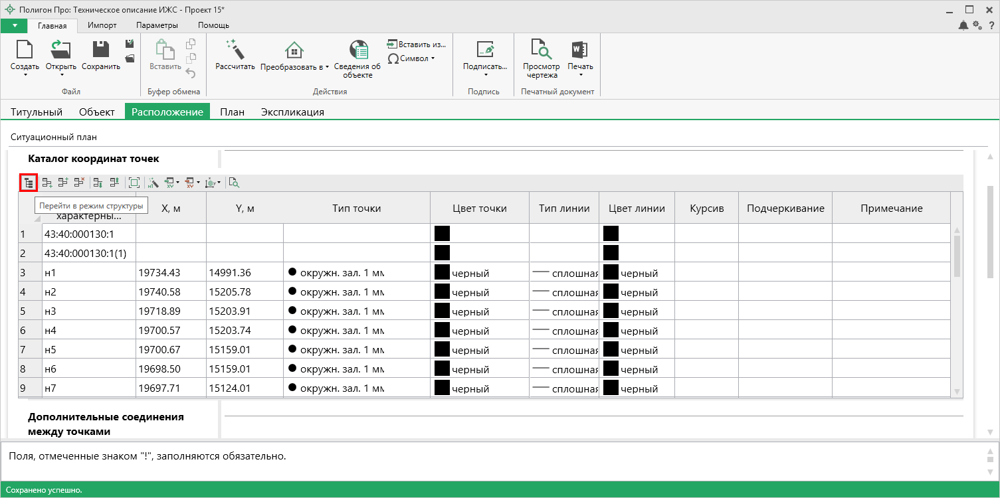 Полигон Про: Техническое описание ИЖС - Проект 15*
Главная Импорт Параметры Помощь
?
Создать Открыть Сохранить Вставить Рассчитать Преобразовать в Сведения об объекте Вставить из... Символ Подписать... Просмотр чертежа Печать
Файл Буфер обмена Действия Подпись Печатный документ
Титульный Объект Расположение План Экспликация
Ситуационный план
Каталог координат точек
Перейти в режим структуры
характерны... X, м Y, м Тип точки Цвет точки Тип линии Цвет линии Курсив Подчеркивание Примечание
1 43:40:000130:1
2 43:40:000130:1(1)
3 н1 19734.43 14991.36 окружн. зал. 1 мм черный сплошная черный
4 н2 19740.58 15205.78 окружн. зал. 1 мм черный сплошная черный
5 н3 19718.89 15203.91 окружн. зал. 1 мм черный сплошная черный
6 н4 19700.57 15203.74 окружн. зал. 1 мм черный сплошная черный
7 н5 19700.67 15159.01 окружн. зал. 1 мм черный сплошная черный
8 н6 19698.50 15159.01 окружн. зал. 1 мм черный сплошная черный
9 н7 19697.71 15124.01 окружн. зал. 1 мм черный сплошная черный
Дополнительные соединения
между точками
Поля, отмеченные знаком "!", заполняются обязательно.
Сохранено успешно.